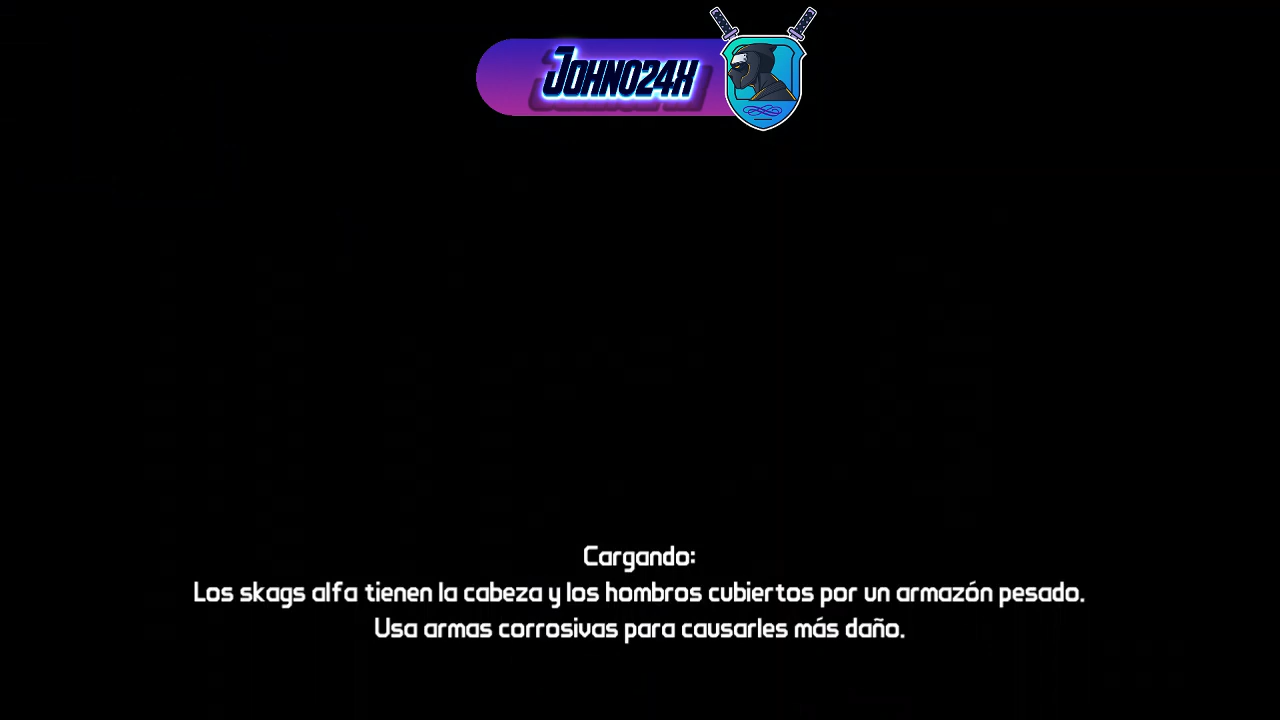 JOHN024X
Cargando:
Los skags alfa tienen la cabeza y los hombros cubiertos por un armazón pesado.
Usa armas corrosivas para causarles más daño.